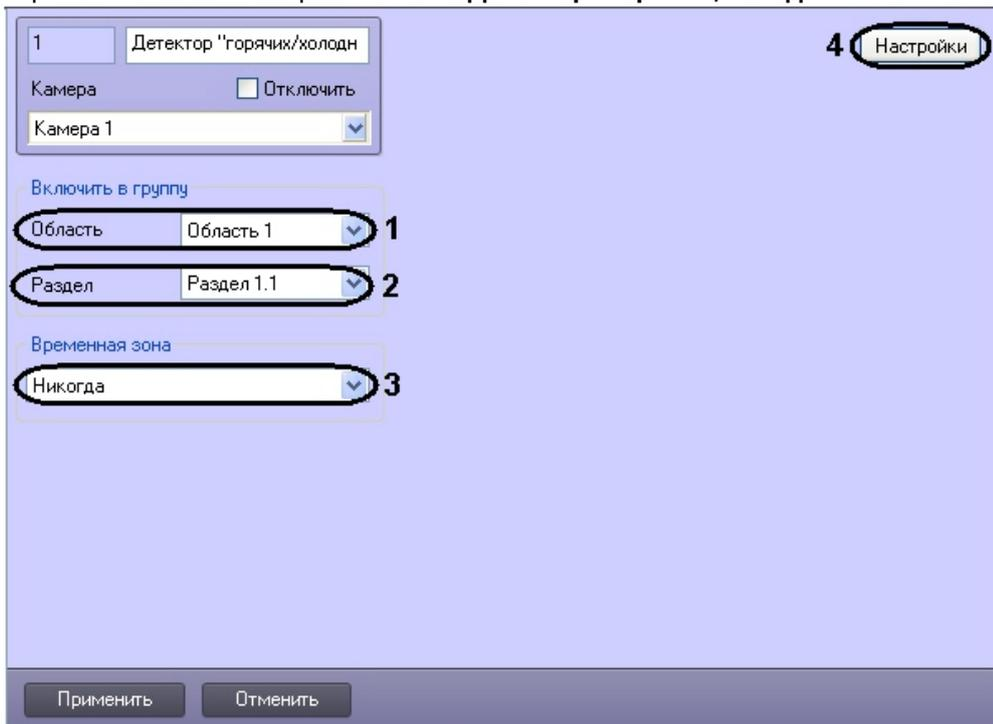 1 Детектор "горячих/холодн
4 Настройки
Камера Отключить
Камера 1
Включить в группу
Область Область 1 1
Раздел Раздел 1.1 2
Временная зона
Никогда 3
Применить Отменить